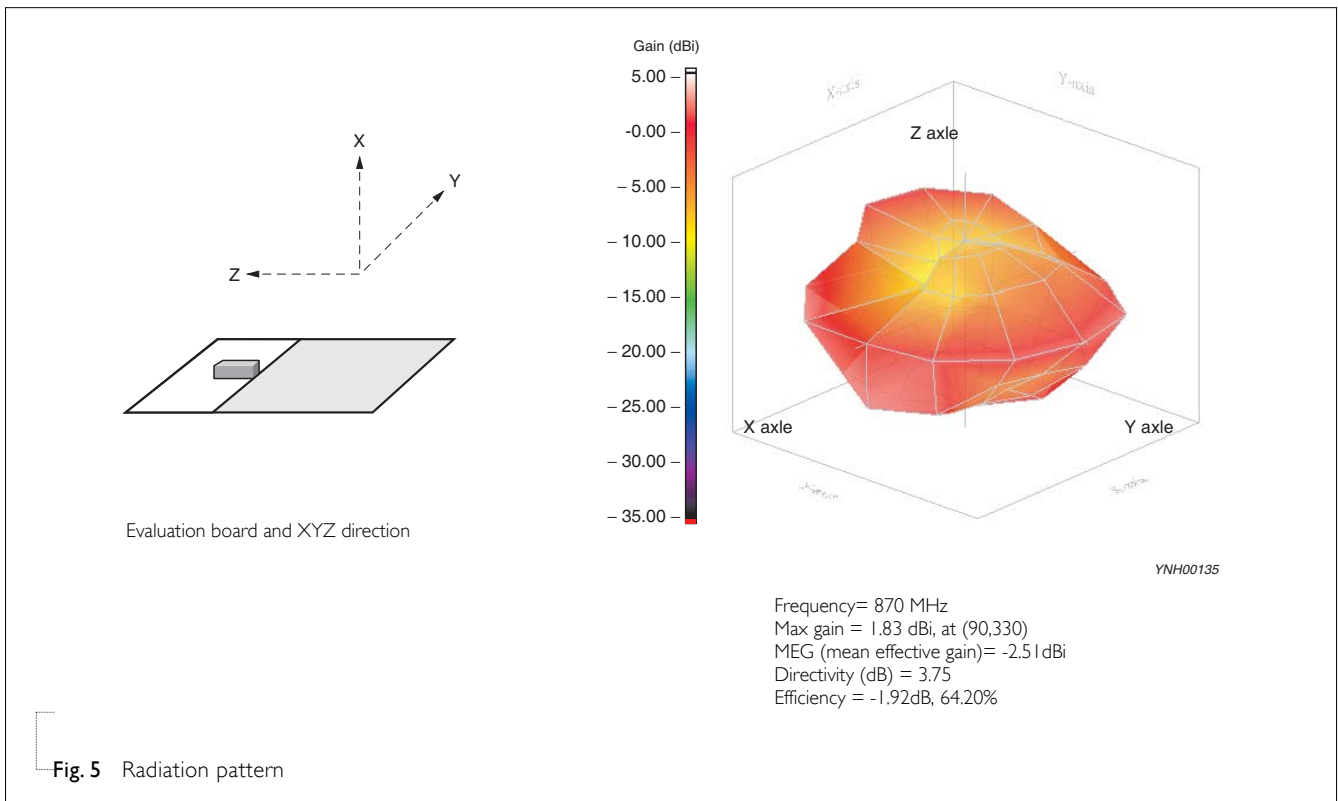 X
Y
Z
Evaluation board and XYZ direction
Gain (dBi)
5.00 –
-0.00 –
– 5.00 –
– 10.00 –
– 15.00 –
– 20.00 –
– 25.00 –
– 30.00 –
– 35.00 –
X-axis
Y-axis
Z axle
X axle
Y axle
YNH00135
Frequency= 870 MHz
Max gain = 1.83 dBi, at (90,330)
MEG (mean effective gain)= -2.51dBi
Directivity (dB) = 3.75
Efficiency = -1.92dB, 64.20%
Fig. 5 Radiation pattern